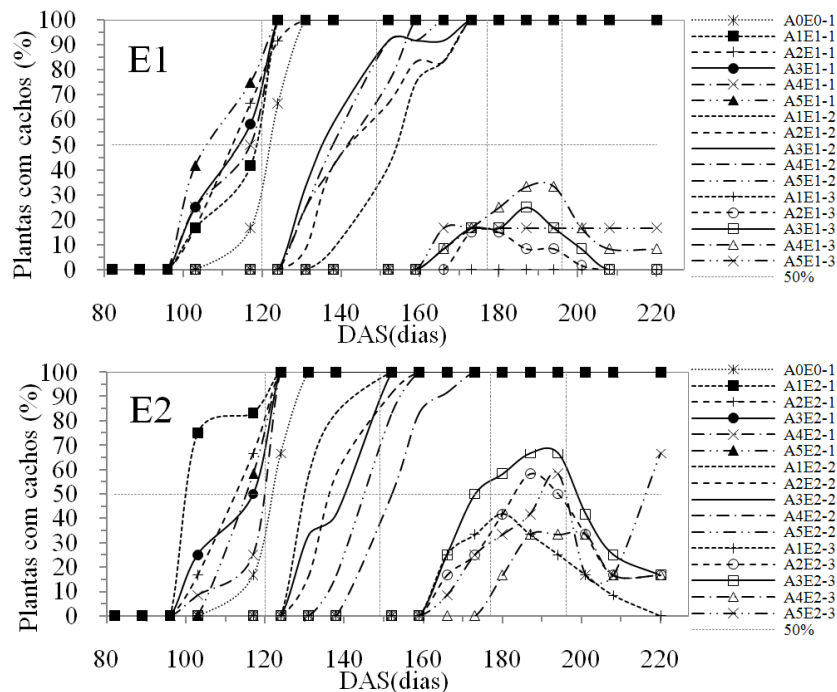 E1
Plantas com cachos (%)
100
90
80
70
60
50
40
30
20
10
0
80 100 120 140 160 180 200 220
DAS(dias)
A0E0-1
A1E1-1
A2E1-1
A3E1-1
A4E1-1
A5E1-1
A1E1-2
A2E1-2
A3E1-2
A4E1-2
A5E1-2
A1E1-3
A2E1-3
A3E1-3
A4E1-3
A5E1-3
50%
E2
Plantas com cachos (%)
100
90
80
70
60
50
40
30
20
10
0
80 100 120 140 160 180 200 220
DAS(dias)
A0E0-1
A1E2-1
A2E2-1
A3E2-1
A4E2-1
A5E2-1
A1E2-2
A2E2-2
A3E2-2
A4E2-2
A5E2-2
A1E2-3
A2E2-3
A3E2-3
A4E2-3
A5E2-3
50%